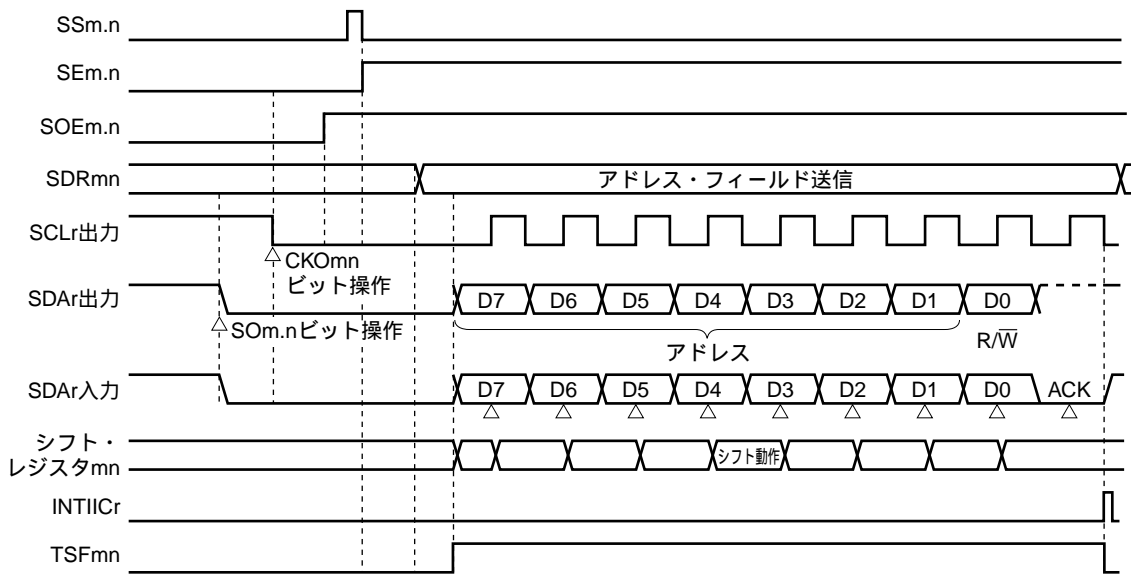 SSm.n
SEm.n
SOEm.n
SDRmn
アドレス・フィールド送信
SCLr出力
CKOmn
ビット操作
SDAr出力
D7 D6 D5 D4 D3 D2 D1 D0
SOm.nビット操作
アドレス
R/W
SDAr入力
D7 D6 D5 D4 D3 D2 D1 D0 ACK
シフト・
レジスタmn
シフト動作
INTIICr
TSFmn